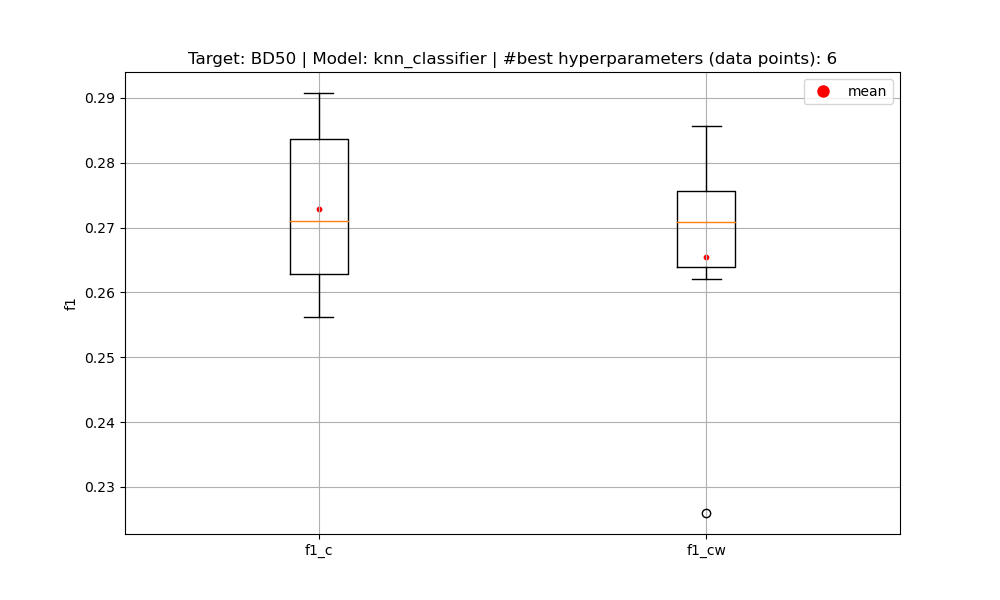 Target: BD50 | Model: knn_classifier | #best hyperparameters (data points): 6
mean
0.29
0.28
0.27
0.26
0.25
0.24
0.23
f1
f1_c
f1_cw